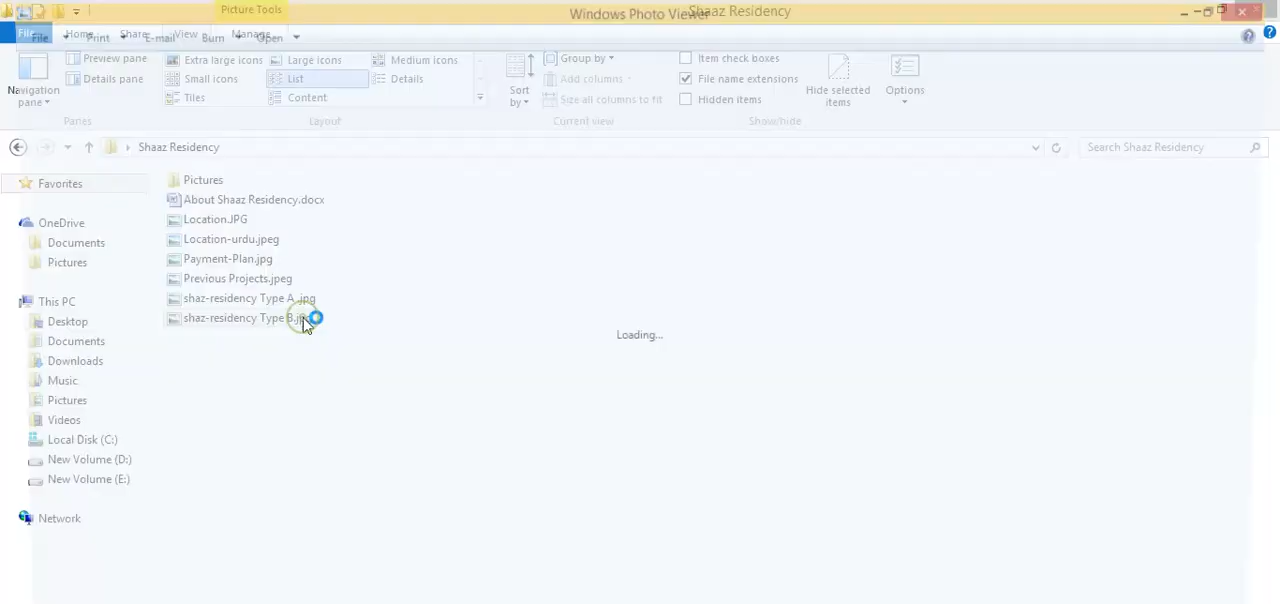 Picture Tools
Windows Photo Viewer
Shaaz Residency
File Home Share View Manage
File Print E-mail Burn Open
Navigation pane
Preview pane
Details pane
Panes
Extra large icons Large icons Medium icons
Small icons List Details
Tiles Content
Layout
Sort by
Group by
Add columns
Size all columns to fit
Current view
Item check boxes
File name extensions
Hidden items
Hide selected items
Show/hide
Options
Shaaz Residency
Search Shaaz Residency
Favorites
OneDrive
Documents
Pictures
This PC
Desktop
Documents
Downloads
Music
Pictures
Videos
Local Disk (C:)
New Volume (D:)
New Volume (E:)
Network
Pictures
About Shaaz Residency.docx
Location.JPG
Location-urdu.jpeg
Payment-Plan.jpg
Previous Projects.jpeg
shaz-residency Type A .jpg
shaz-residency Type B.jpg
Loading...